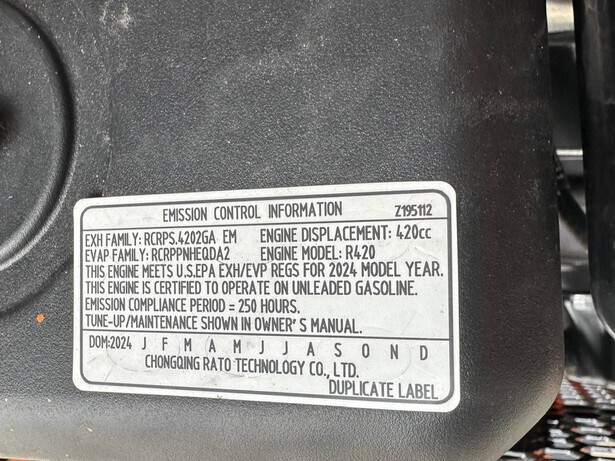 EMISSION CONTROL INFORMATION Z195112
EXH FAMILY: RCRPS.4202GA EM ENGINE DISPLACEMENT: 420cc
EVAP FAMILY: RCRPPNHEQDA2 ENGINE MODEL: R420
THIS ENGINE MEETS U.S.EPA EXH/EVP REGS FOR 2024 MODEL YEAR.
THIS ENGINE IS CERTIFIED TO OPERATE ON UNLEADED GASOLINE.
EMISSION COMPLIANCE PERIOD = 250 HOURS.
TUNE-UP/MAINTENANCE SHOWN IN OWNER' S MANUAL.
DOM:2024 J F M A M J J A S O N D
CHONGQING RATO TECHNOLOGY CO., LTD.
DUPLICATE LABEL